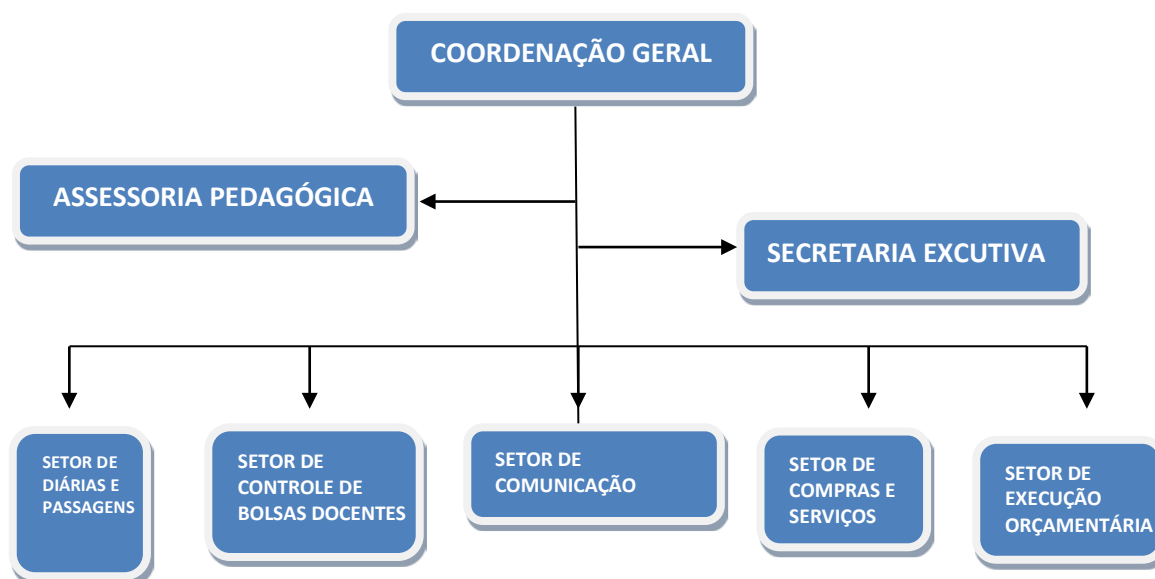 COORDENAÇÃO GERAL
ASSESSORIA PEDAGÓGICA
SECRETARIA EXCUTIVA
SETOR DE
DIÁRIAS E
PASSAGENS
SETOR DE
CONTROLE DE
BOLSAS DOCENTES
SETOR DE
COMUNICAÇÃO
SETOR DE
COMPRAS E
SERVIÇOS
SETOR DE
EXECUÇÃO
ORÇAMENTÁRIA